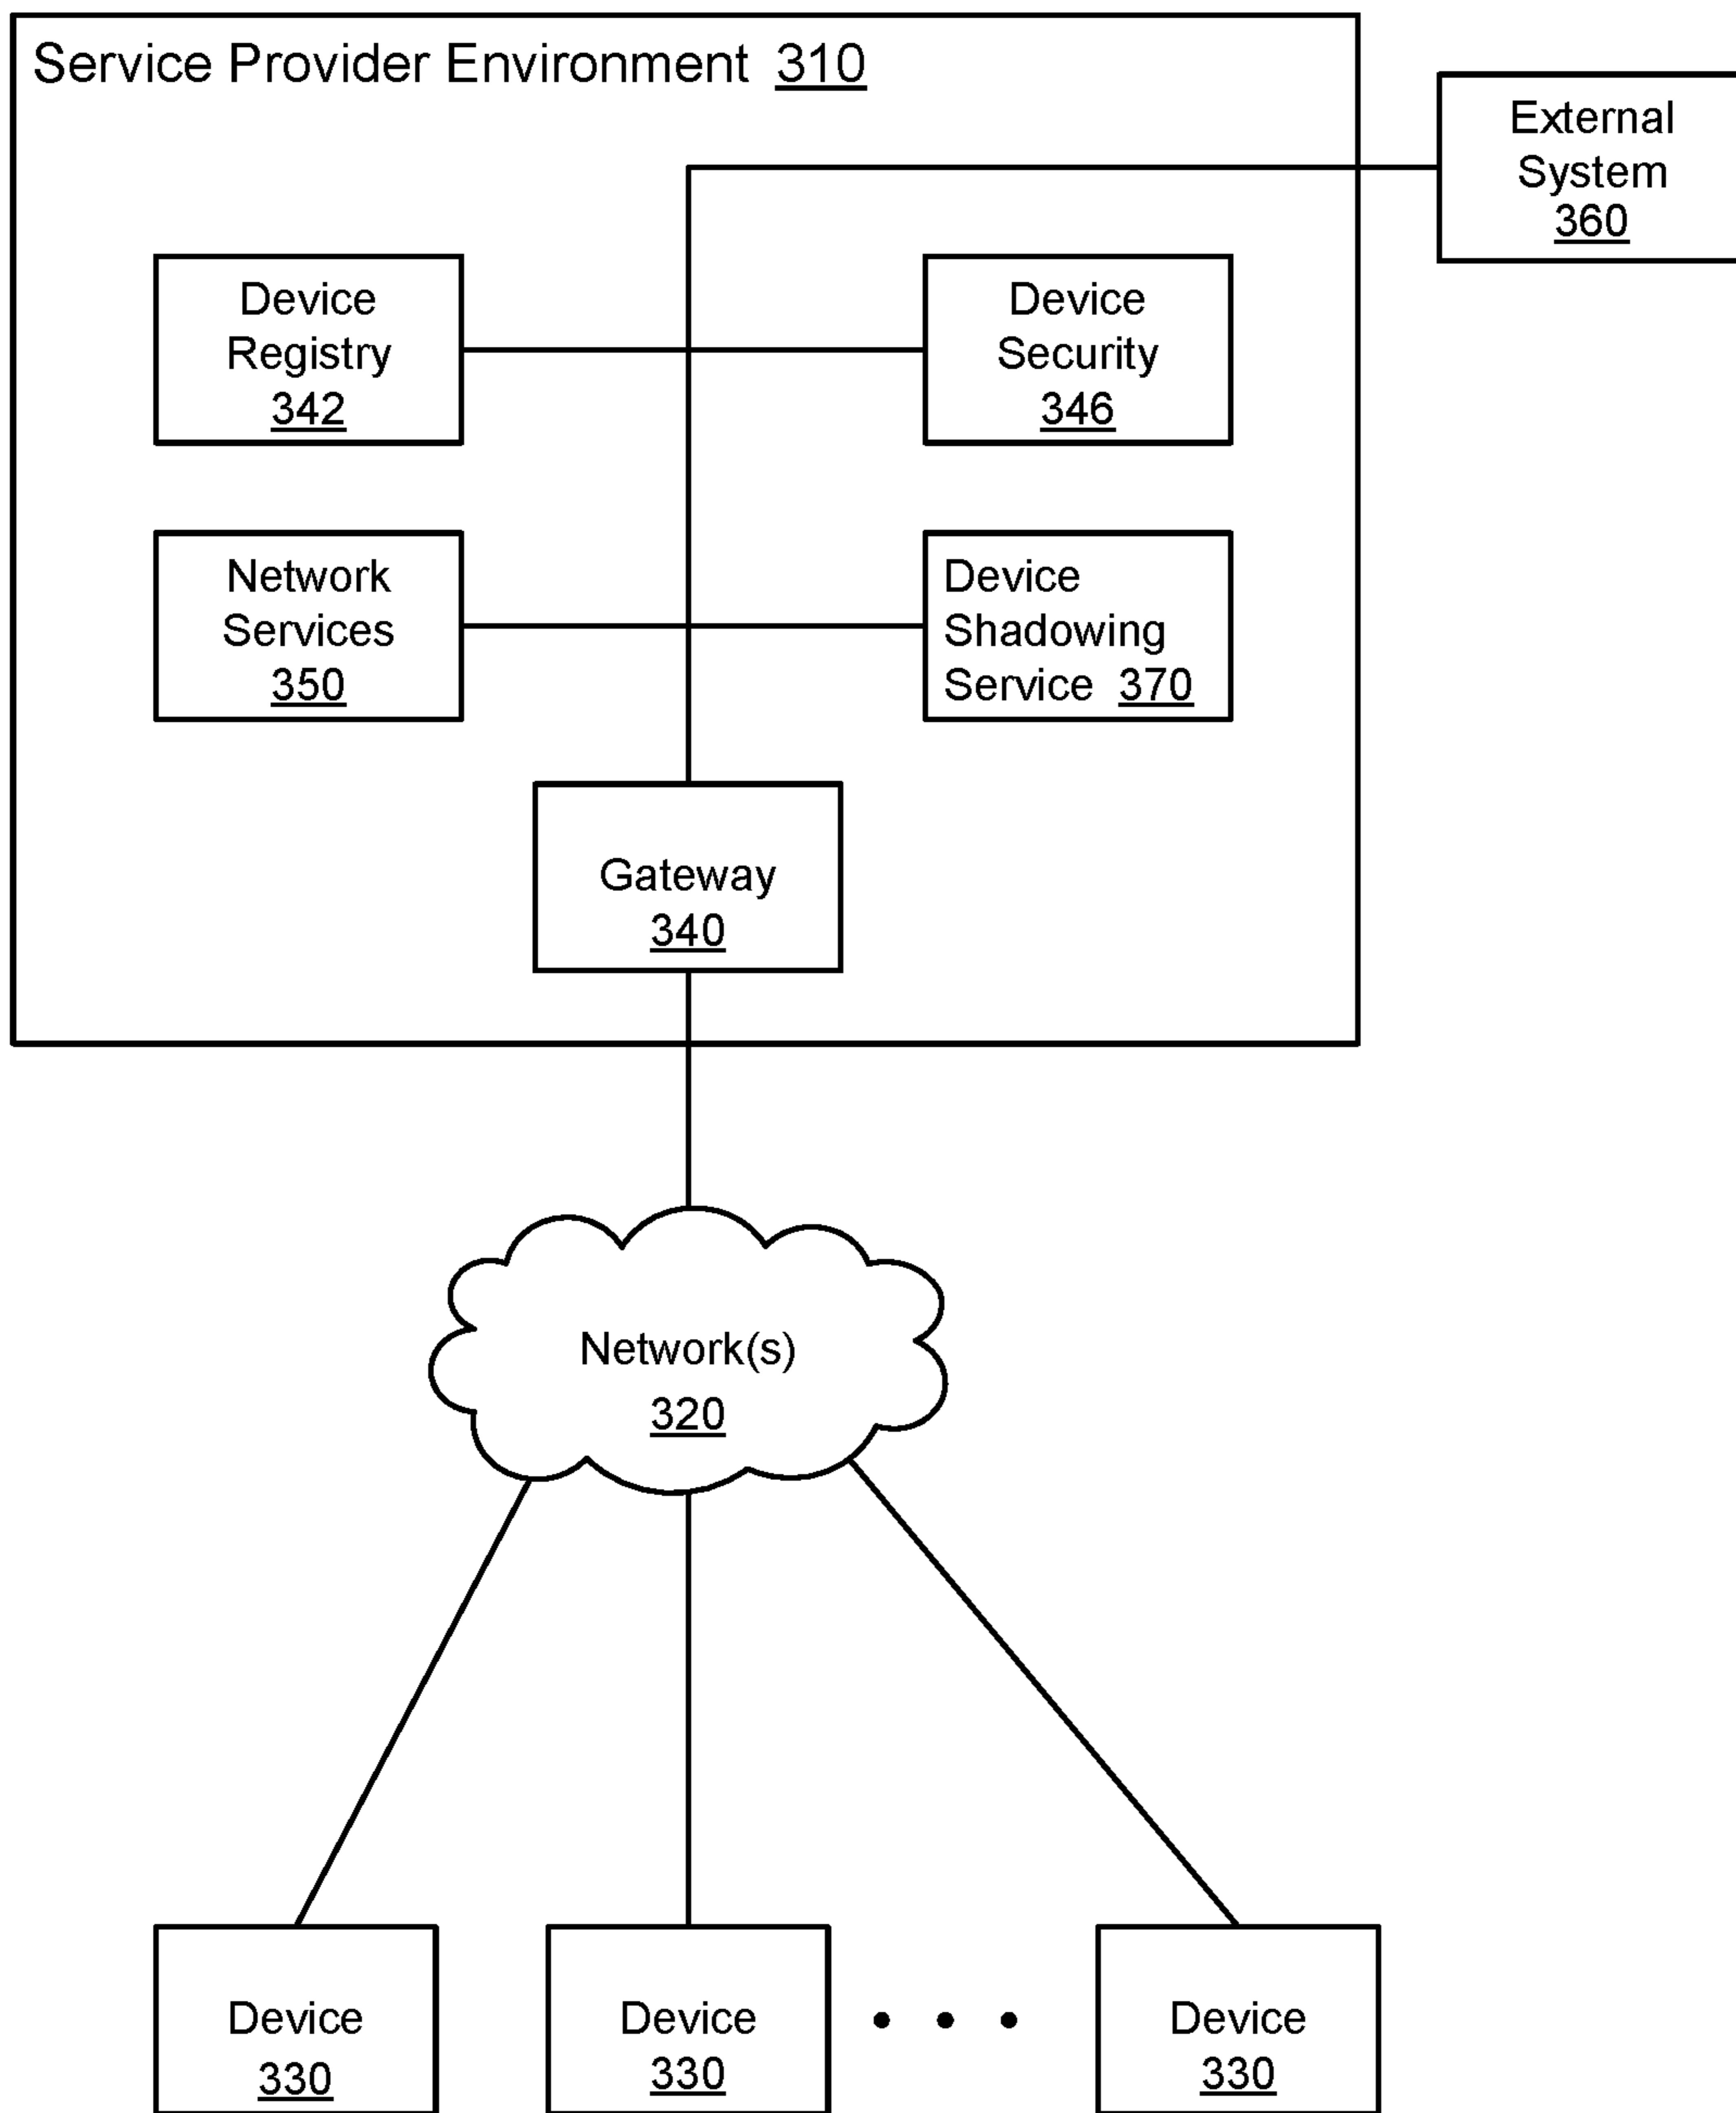 Service Provider Environment 310
External
System
360
Device
Registry
342
Device
Security
346
Network
Services
350
Device
Shadowing
Service 370
Gateway
340
Network(s)
320
Device
330
Device
330
Device
330